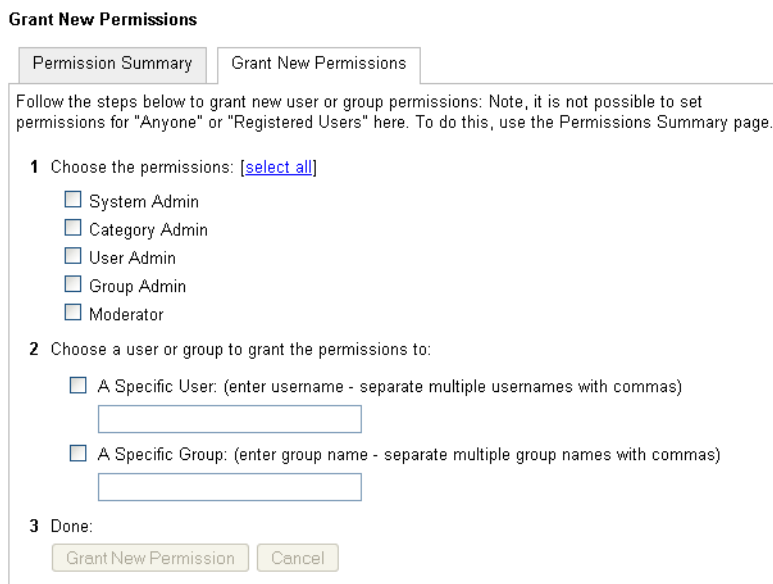 Grant New Permissions
Permission Summary
Grant New Permissions
Follow the steps below to grant new user or group permissions: Note, it is not possible to set
permissions for "Anyone" or "Registered Users" here. To do this, use the Permissions Summary page.
1 Choose the permissions: [select all]
System Admin
Category Admin
User Admin
Group Admin
Moderator
2 Choose a user or group to grant the permissions to:
A Specific User: (enter username - separate multiple usernames with commas)
A Specific Group: (enter group name - separate multiple group names with commas)
3 Done:
Grant New Permission
Cancel